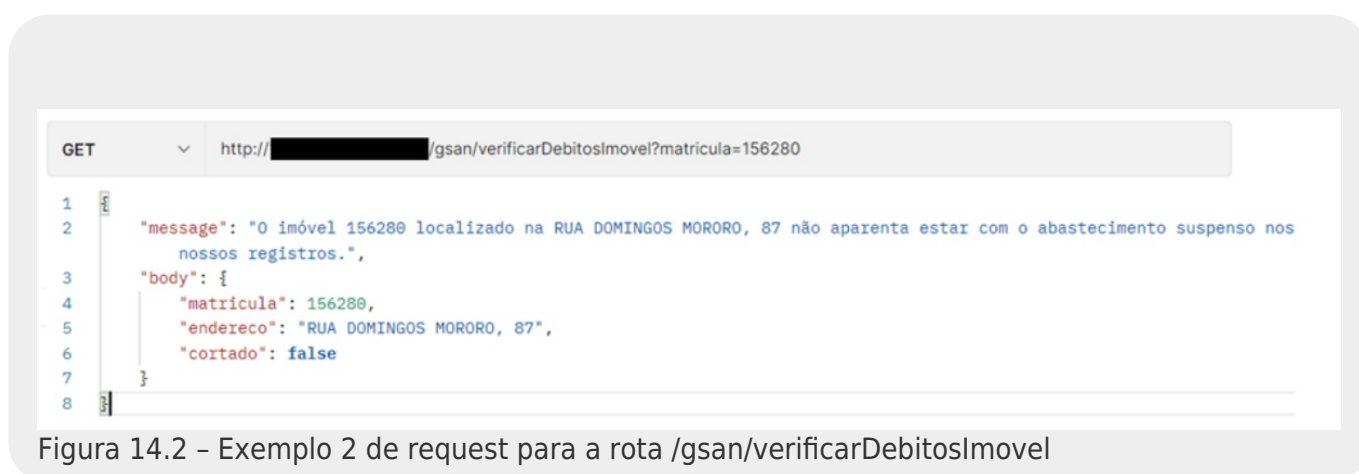 GET http:// /gsan/verificarDebitosImovel?matricula=156280
1 {
2 "message": "O imóvel 156280 localizado na RUA DOMINGOS MORORO, 87 não aparenta estar com o abastecimento suspenso nos
nossos registros.",
3 "body": {
4 "matricula": 156280,
5 "endereco": "RUA DOMINGOS MORORO, 87",
6 "cortado": false
7 }
8 }
Figura 14.2 – Exemplo 2 de request para a rota /gsan/verificarDebitosImovel